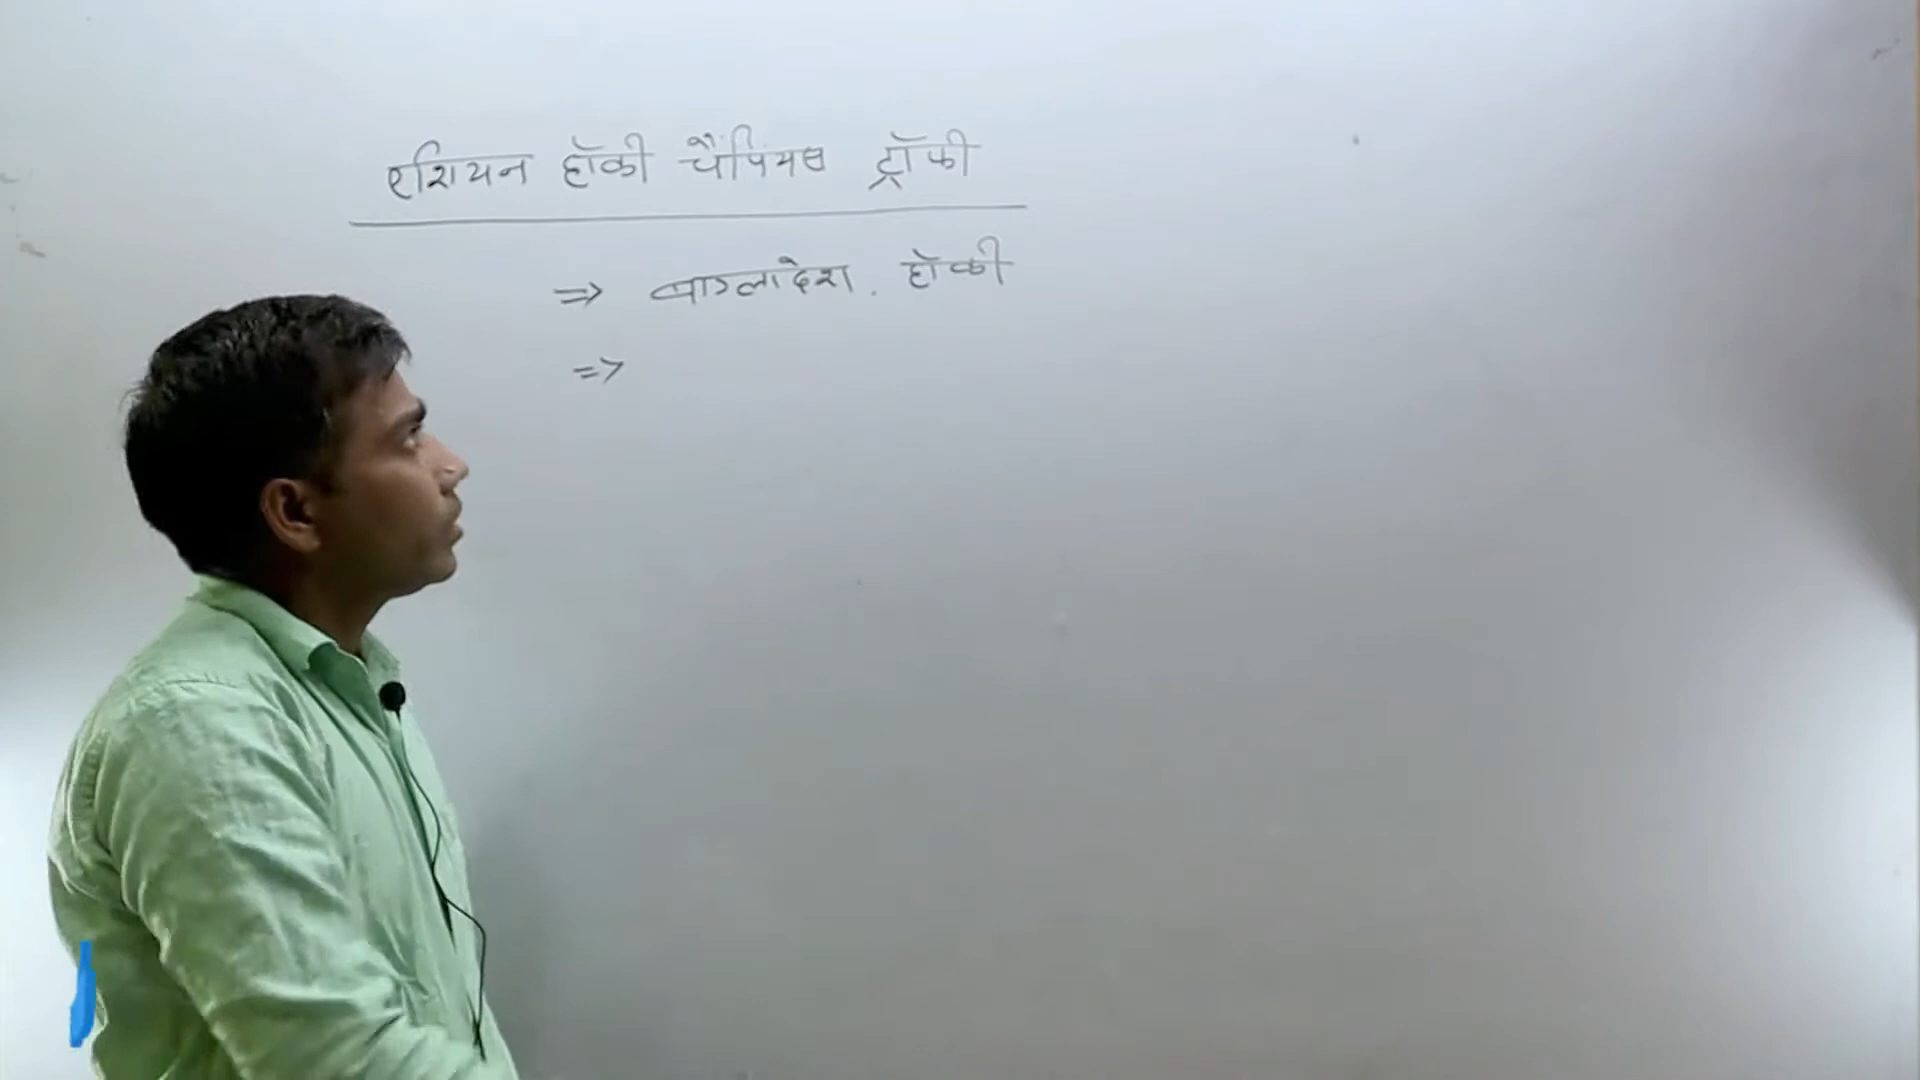 एशियन हॉकी चैंपियंस ट्रॉफी
=> बाग्लादेश . हॉकी
=>